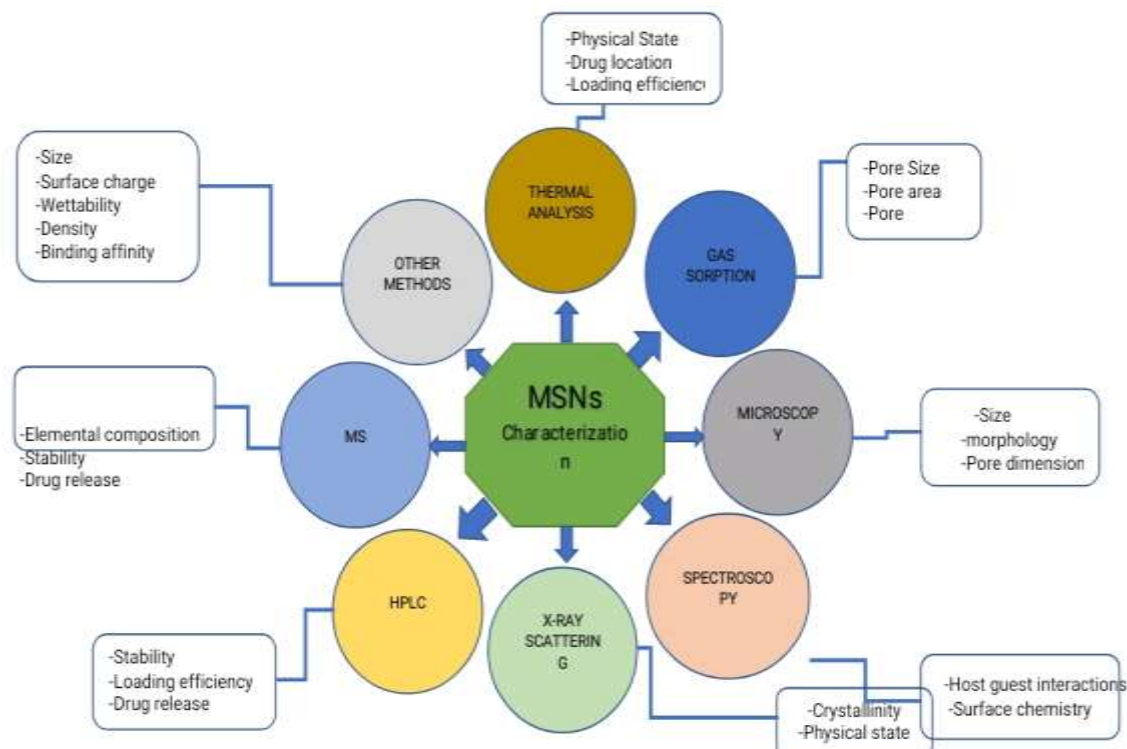 -Physical State
-Drug location
-Loading efficiency
-Size
-Surface charge
-Wettability
-Density
-Binding affinity
-Pore Size
-Pore area
-Pore
THERMAL
ANALYSIS
OTHER
METHODS
GAS
SORPTION
MSNs
Characterizatio
n
MICROSCOP
Y
-Size
-morphology
-Pore dimension
MS
-Elemental composition
-Stability
-Drug release
HPLC
SPECTROSCO
PY
X-RAY
SCATTERIN
G
-Stability
-Loading efficiency
-Drug release
-Host guest interactions
-Surface chemistry
-Crystallinity
-Physical state